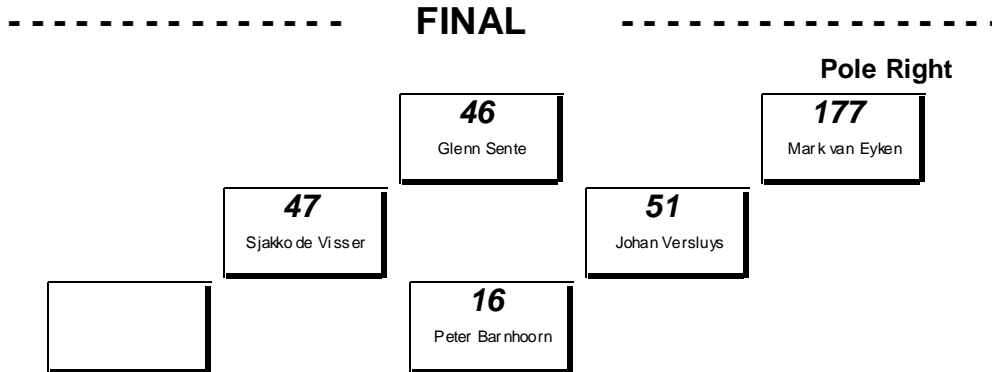 - - - - - - - - - - - - - - - - FINAL - - - - - - - - - - - - - - - - -
Pole Right
46
Glenn Sente
177
Mark van Eyken
47
Sjakko de Visser
51
Johan Versluys
16
Peter Barnhoorn